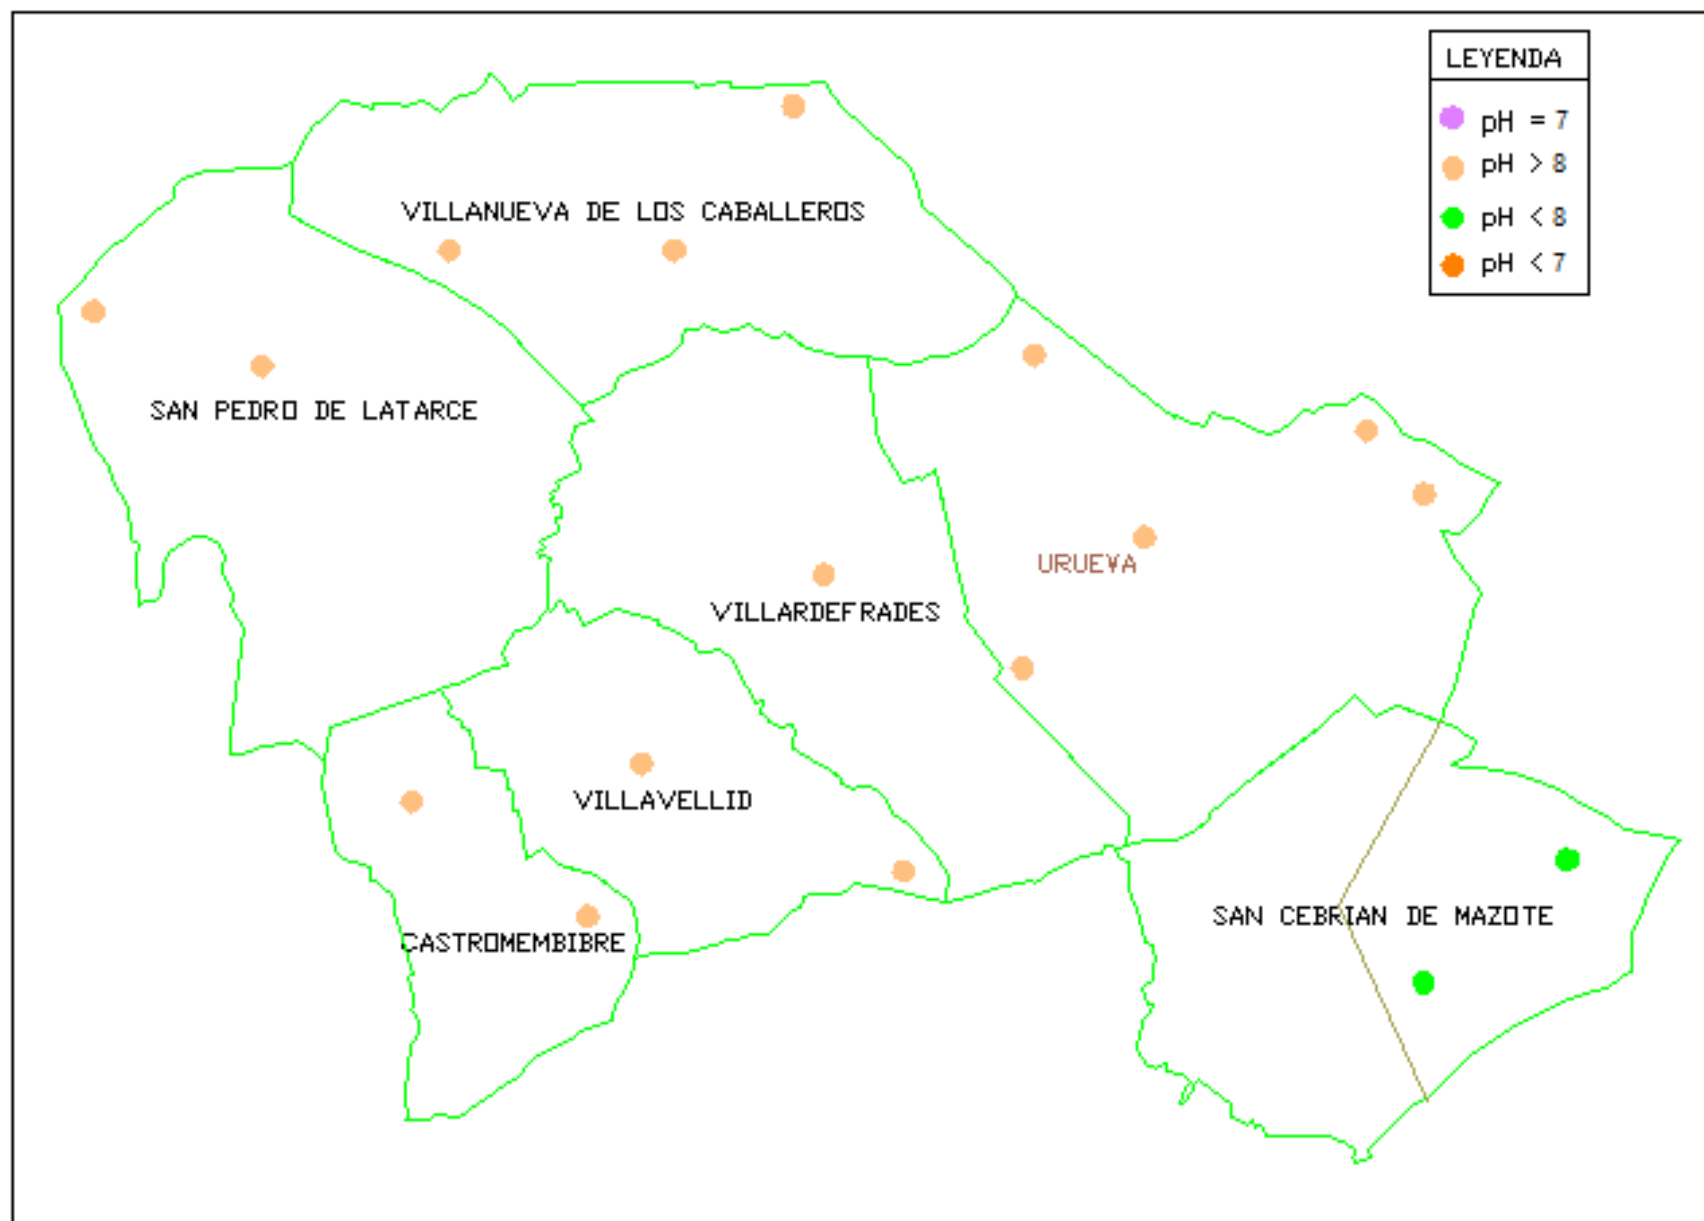 LEYENDA
pH = 7
pH > 8
pH < 8
pH < 7
VILLANUEVA DE LOS CABALLEROS
SAN PEDRO DE LATARCE
URUEVA
VILLARDEFRADES
VILLAVELLID
SAN CEBRIAN DE MAZOTE
CASTROMEMBIBRE